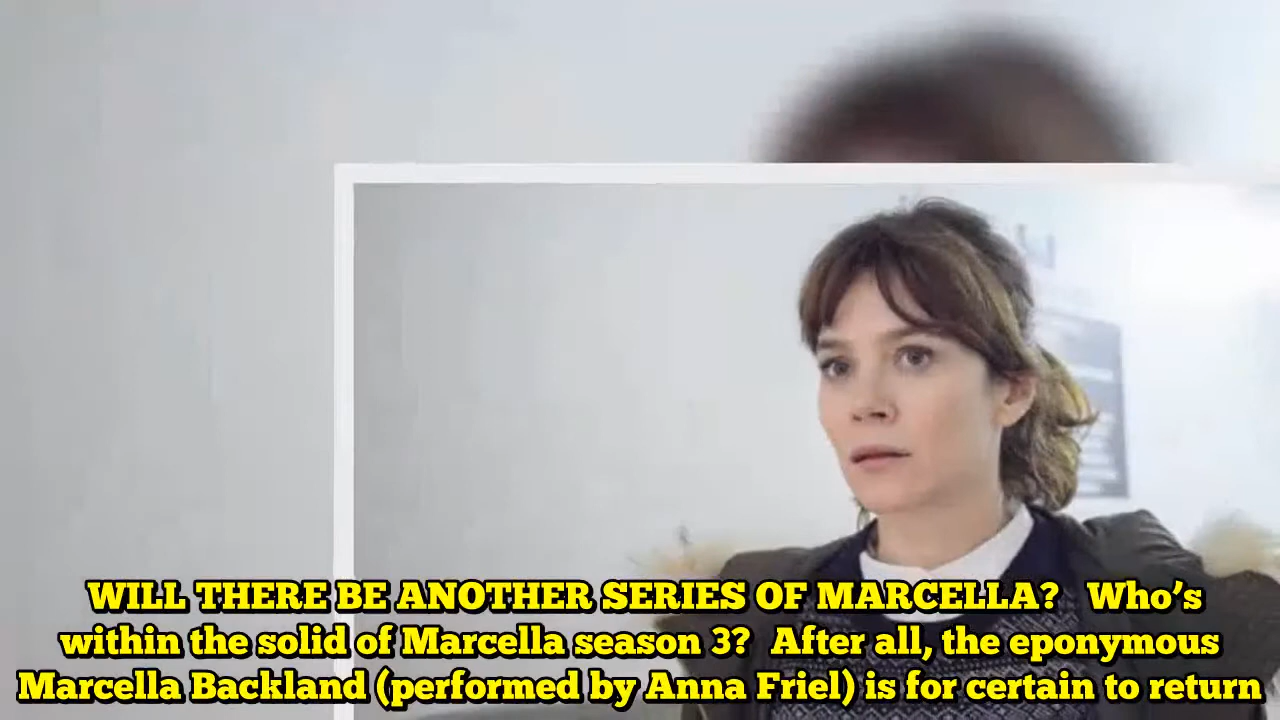 WILL THERE BE ANOTHER SERIES OF MARCELLA? Who’s
within the solid of Marcella season 3? After all, the eponymous
Marcella Backland (performed by Anna Friel) is for certain to return